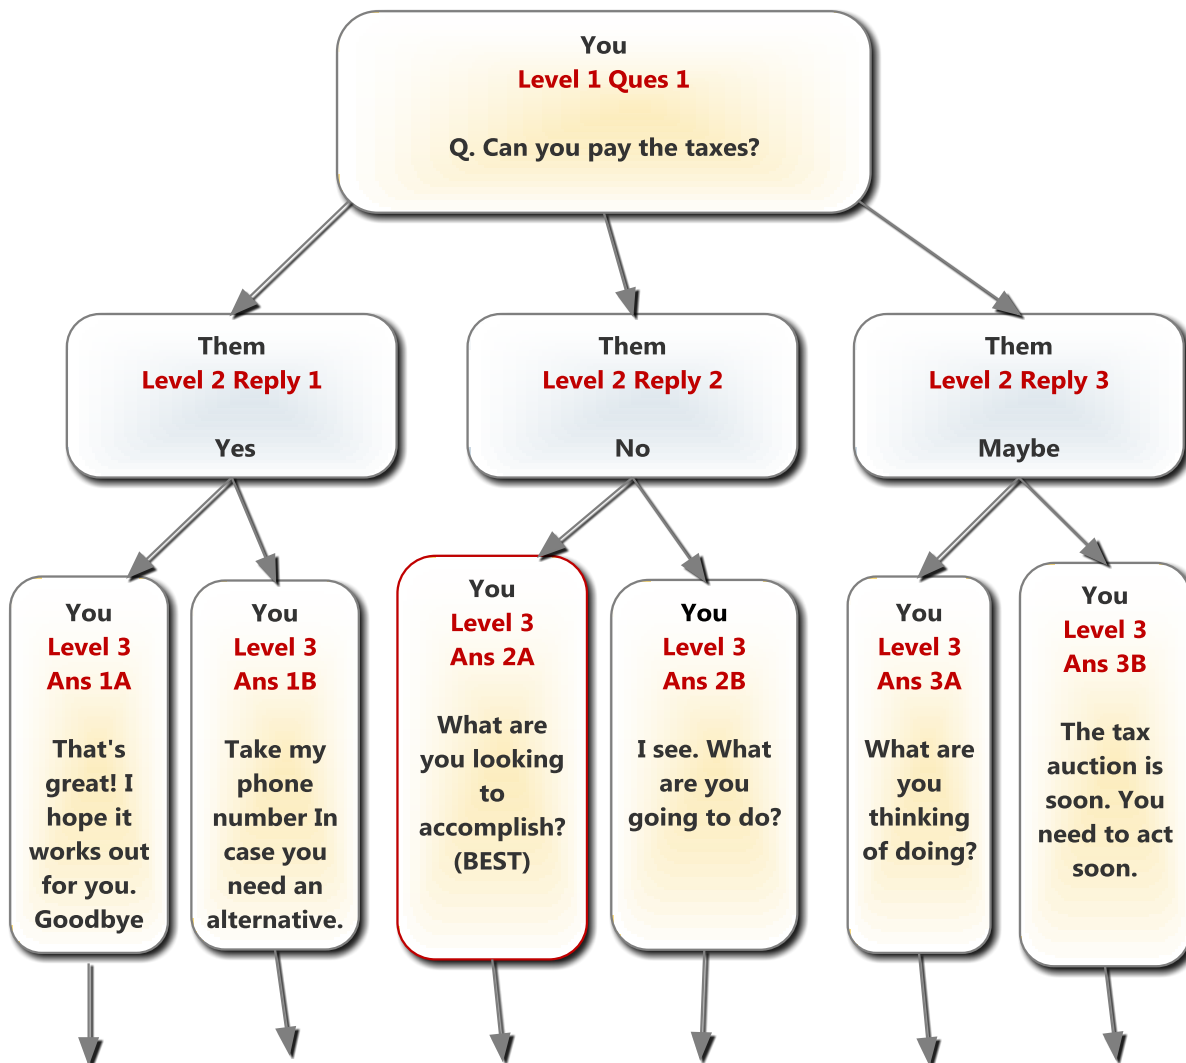 You
Level 1 Ques 1
Q. Can you pay the taxes?
Them
Level 2 Reply 1
Yes
Them
Level 2 Reply 2
No
Them
Level 2 Reply 3
Maybe
You
Level 3
Ans 1A
That's
great! I
hope it
works out
for you.
Goodbye
You
Level 3
Ans 1B
Take my
phone
number In
case you
need an
alternative.
You
Level 3
Ans 2A
What are
you looking
to
accomplish?
(BEST)
You
Level 3
Ans 2B
I see. What
are you
going to do?
You
Level 3
Ans 3A
What are
you
thinking
of doing?
You
Level 3
Ans 3B
The tax
auction is
soon. You
need to act
soon.